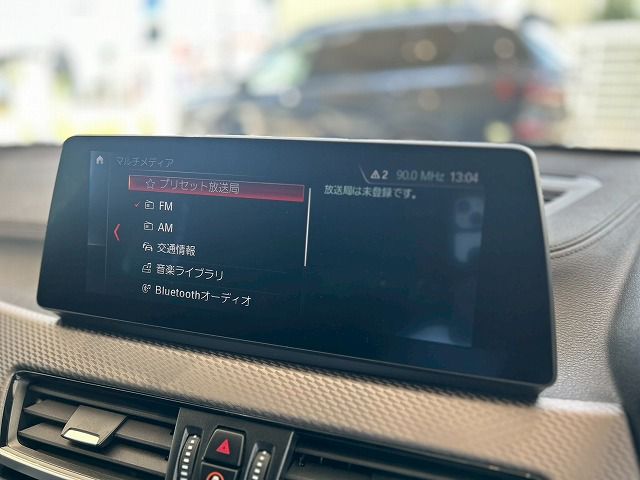 マルチメディア
2 90.0 MHz 13:04
☆ プリセット放送局
放送局は未登録です。
✓ FM
AM
交通情報
音楽ライブラリ
Bluetoothオーディオ